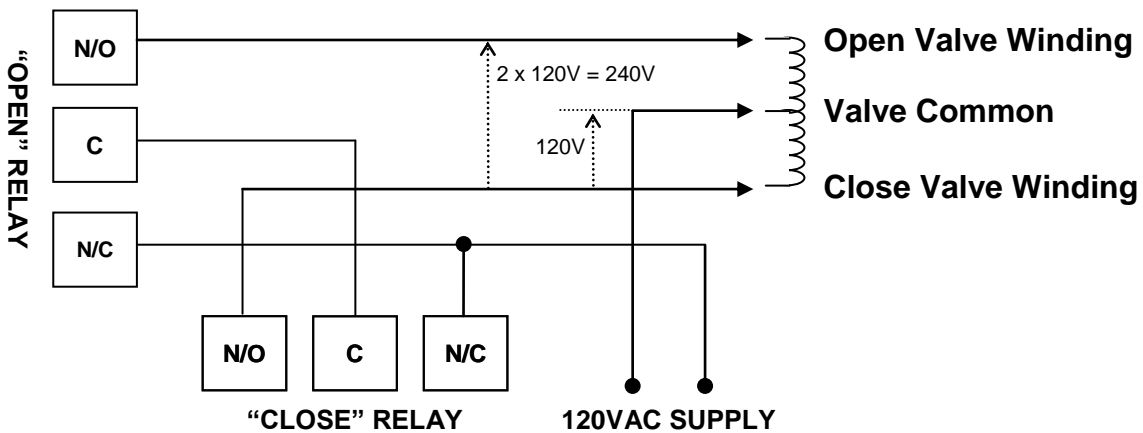 “OPEN” RELAY
N/O
C
N/C
2 x 120V = 240V
120V
Open Valve Winding
Valve Common
Close Valve Winding
N/O
C
N/C
“CLOSE” RELAY
120VAC SUPPLY